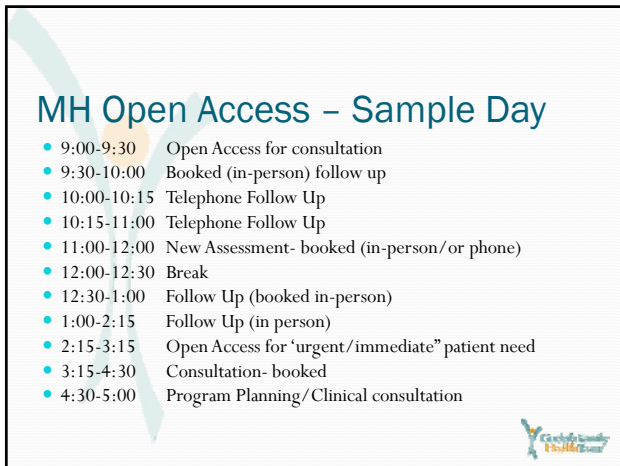 MH Open Access – Sample Day
• 9:00-9:30 Open Access for consultation
• 9:30-10:00 Booked (in-person) follow up
• 10:00-10:15 Telephone Follow Up
• 10:15-11:00 Telephone Follow Up
• 11:00-12:00 New Assessment- booked (in-person/or phone)
• 12:00-12:30 Break
• 12:30-1:00 Follow Up (booked in-person)
• 1:00-2:15 Follow Up (in person)
• 2:15-3:15 Open Access for ‘urgent/immediate” patient need
• 3:15-4:30 Consultation- booked
• 4:30-5:00 Program Planning/Clinical consultation
Family
Health Team